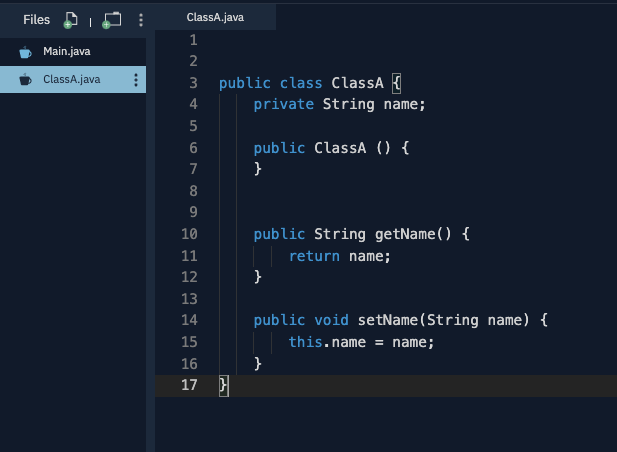 Files
Main.java
ClassA.java
ClassA.java
1
2
3 public class ClassA {
4     private String name;
5
6     public ClassA () {
7     }
8
9
10     public String getName() {
11         return name;
12     }
13
14     public void setName(String name) {
15         this.name = name;
16     }
17 }